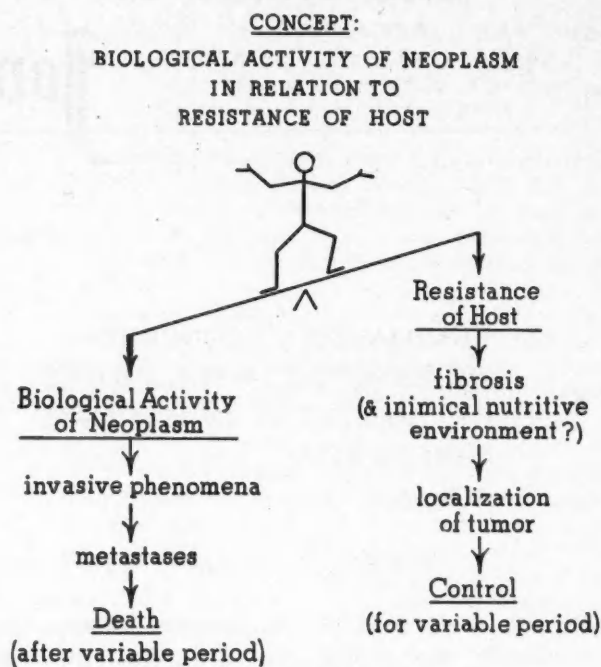 CONCEPT:
BIOLOGICAL ACTIVITY OF NEOPLASM
IN RELATION TO
RESISTANCE OF HOST
Biological Activity
of Neoplasm
invasive phenomena
metastases
Death
(after variable period)
Resistance
of Host
fibrosis
(& inimical nutritive
environment?)
localization
of tumor
Control
(for variable period)